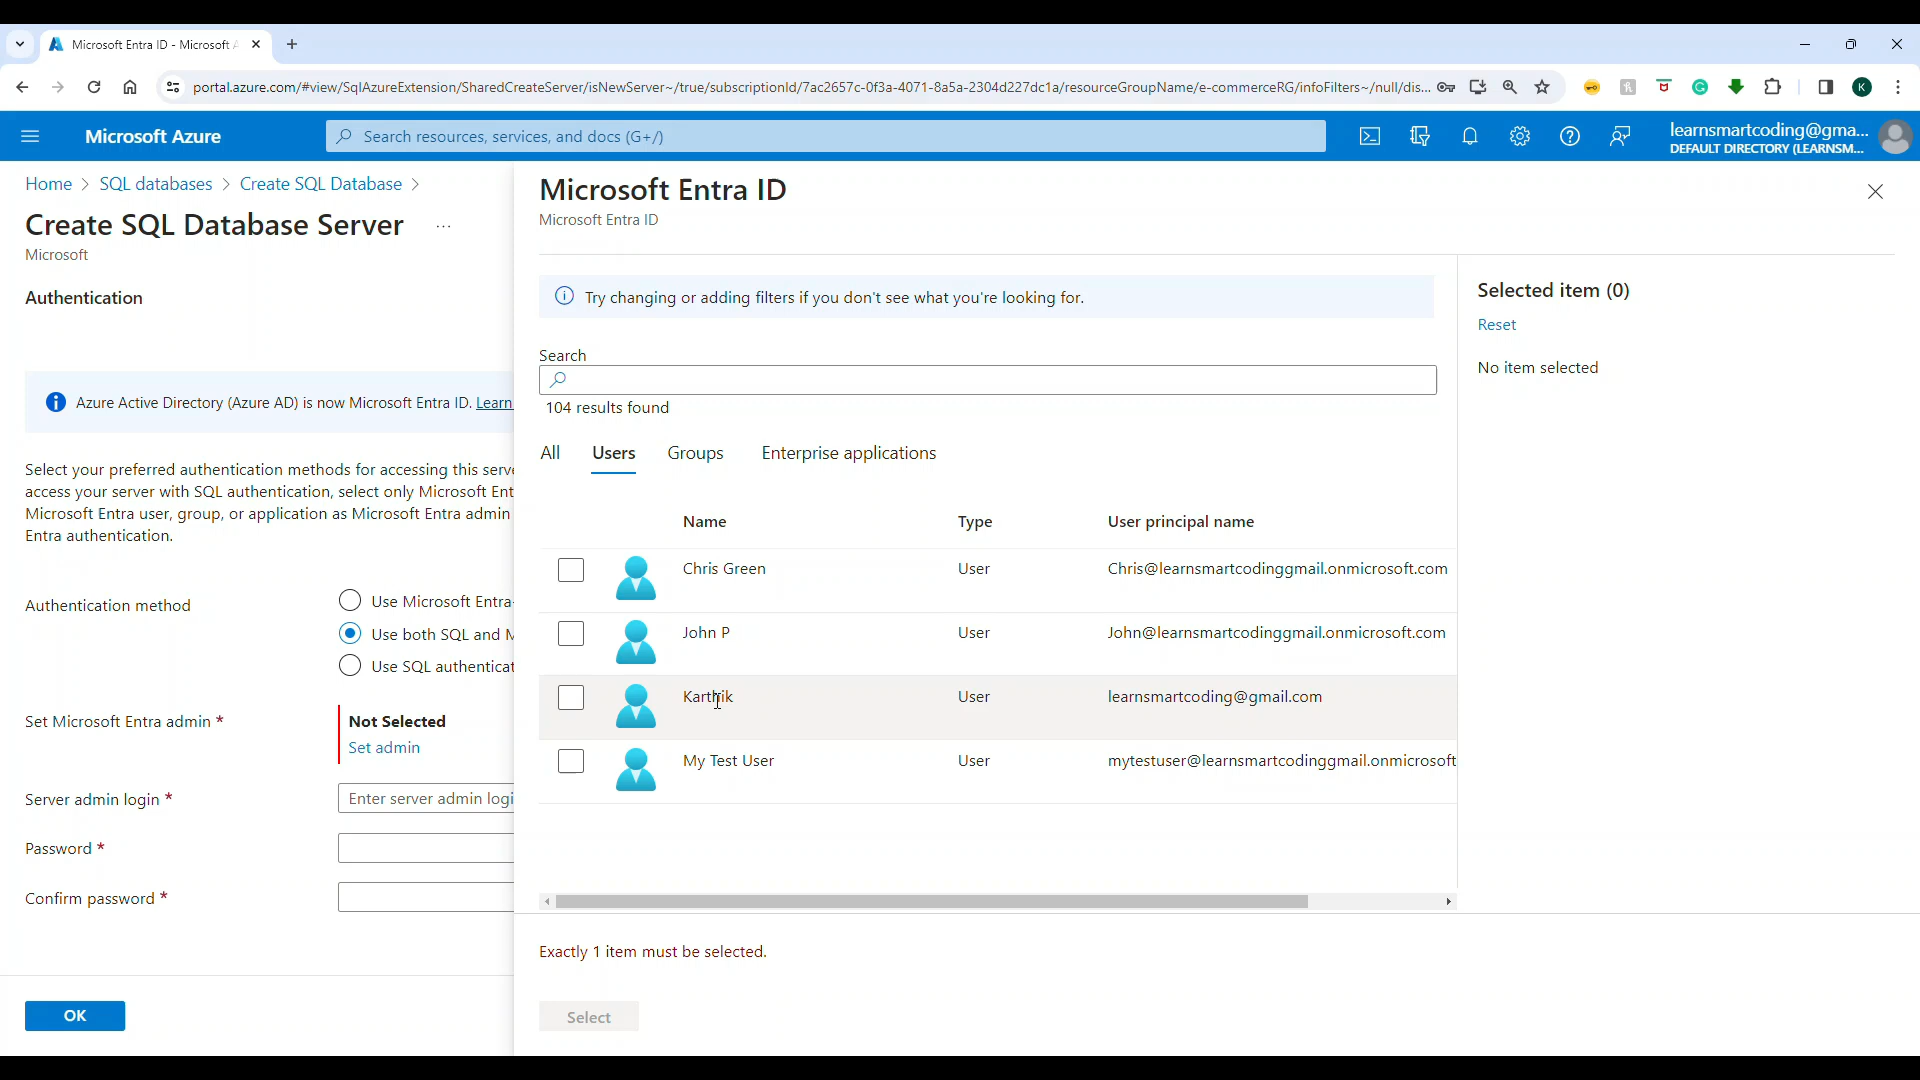 Microsoft Entra ID - Microsoft A
portal.azure.com/#view/SqlAzureExtension/SharedCreateServer/isNewServer~/true/subscriptionId/7ac2657c-0f3a-4071-8a5a-2304d227dc1a/resourceGroupName/e-commerceRG/infoFilters~/null/dis...
K
Microsoft Azure
Search resources, services, and docs (G+/)
learnsmartcoding@gma...
DEFAULT DIRECTORY (LEARNSM...
Home > SQL databases > Create SQL Database >
Create SQL Database Server ...
Microsoft
Authentication
Azure Active Directory (Azure AD) is now Microsoft Entra ID. Learn
Select your preferred authentication methods for accessing this serve
access your server with SQL authentication, select only Microsoft Ent
Microsoft Entra user, group, or application as Microsoft Entra admin
Entra authentication.
Authentication method
Use Microsoft Entra-
Use both SQL and M
Use SQL authenticat
Set Microsoft Entra admin *
Not Selected
Set admin
Server admin login *
Enter server admin logi
Password *
Confirm password *
OK
Microsoft Entra ID
Microsoft Entra ID
Try changing or adding filters if you don't see what you're looking for.
Search
104 results found
All Users Groups Enterprise applications
Name Type User principal name
Chris Green User Chris@learnsmartcodinggmail.onmicrosoft.com
John P User John@learnsmartcodinggmail.onmicrosoft.com
Karthik User learnsmartcoding@gmail.com
My Test User User mytestuser@learnsmartcodinggmail.onmicrosoft
Exactly 1 item must be selected.
Select
Selected item (0)
Reset
No item selected